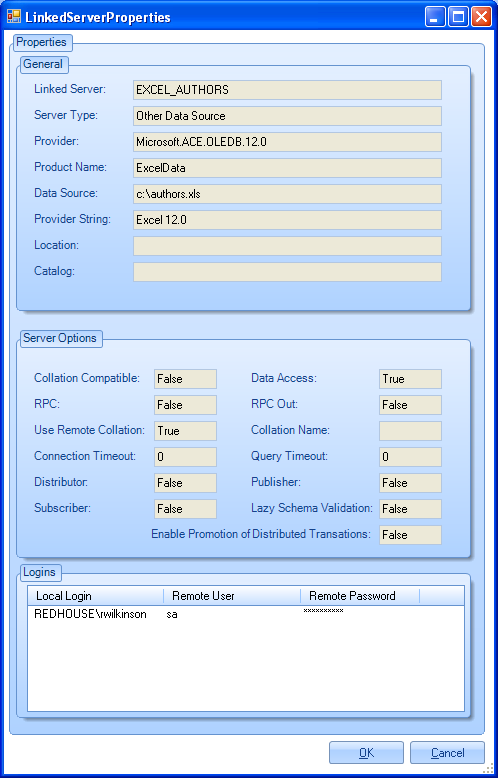 LinkedServerProperties
Properties
General
Linked Server: EXCEL_AUTHORS
Server Type: Other Data Source
Provider: Microsoft.ACE.OLEDB.12.0
Product Name: ExcelData
Data Source: c:\authors.xls
Provider String: Excel 12.0
Location:
Catalog:
Server Options
Collation Compatible: False Data Access: True
RPC: False RPC Out: False
Use Remote Collation: True Collation Name:
Connection Timeout: 0 Query Timeout: 0
Distributor: False Publisher: False
Subscriber: False Lazy Schema Validation: False
Enable Promotion of Distributed Transations: False
Logins
Local Login Remote User Remote Password
REDHOUSE\rwilkinson sa **********
OK Cancel